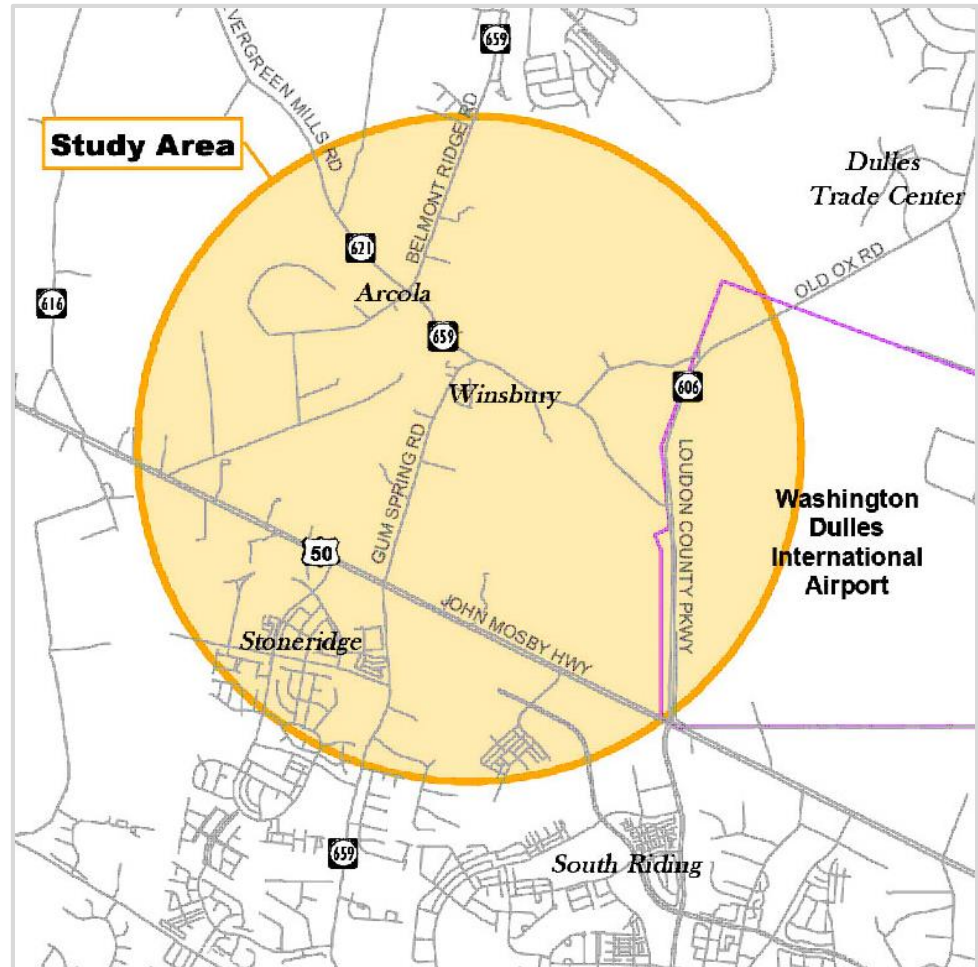 659
VERGREEN MILLS RD
BELMONT RIDGE RD
Study Area
Dulles
Trade Center
621
OLD OX RD
616
Arcola
659
606
Winsbury
GUM SPRING RD
LOUDON COUNTY PKWY
Washington
Dulles
International
Airport
50
JOHN MOSBY HWY
Stoneridge
659
South Riding